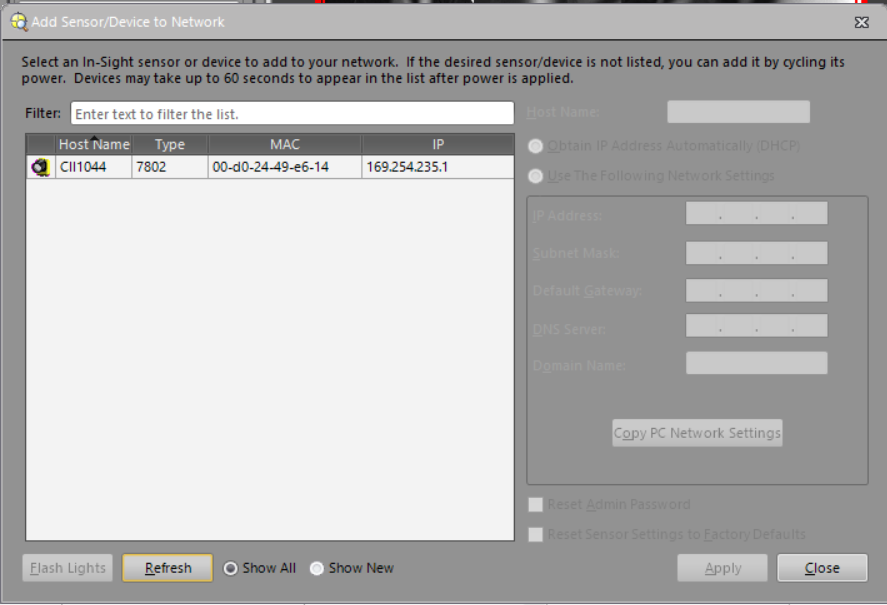 Add Sensor/Device to Network
Select an In-Sight sensor or device to add to your network. If the desired sensor/device is not listed, you can add it by cycling its
power. Devices may take up to 60 seconds to appear in the list after power is applied.
Filter: Enter text to filter the list.
Host Name Type MAC IP
CII1044 7802 00-d0-24-49-e6-14 169.254.235.1
Host Name:
Obtain IP Address Automatically (DHCP)
Use The Following Network Settings
IP Address: . . .
Subnet Mask: . . .
Default Gateway: . . .
DNS Server: . . .
Domain Name:
Copy PC Network Settings
Reset Admin Password
Reset Sensor Settings to Factory Defaults
Flash Lights Refresh Show All Show New Apply Close